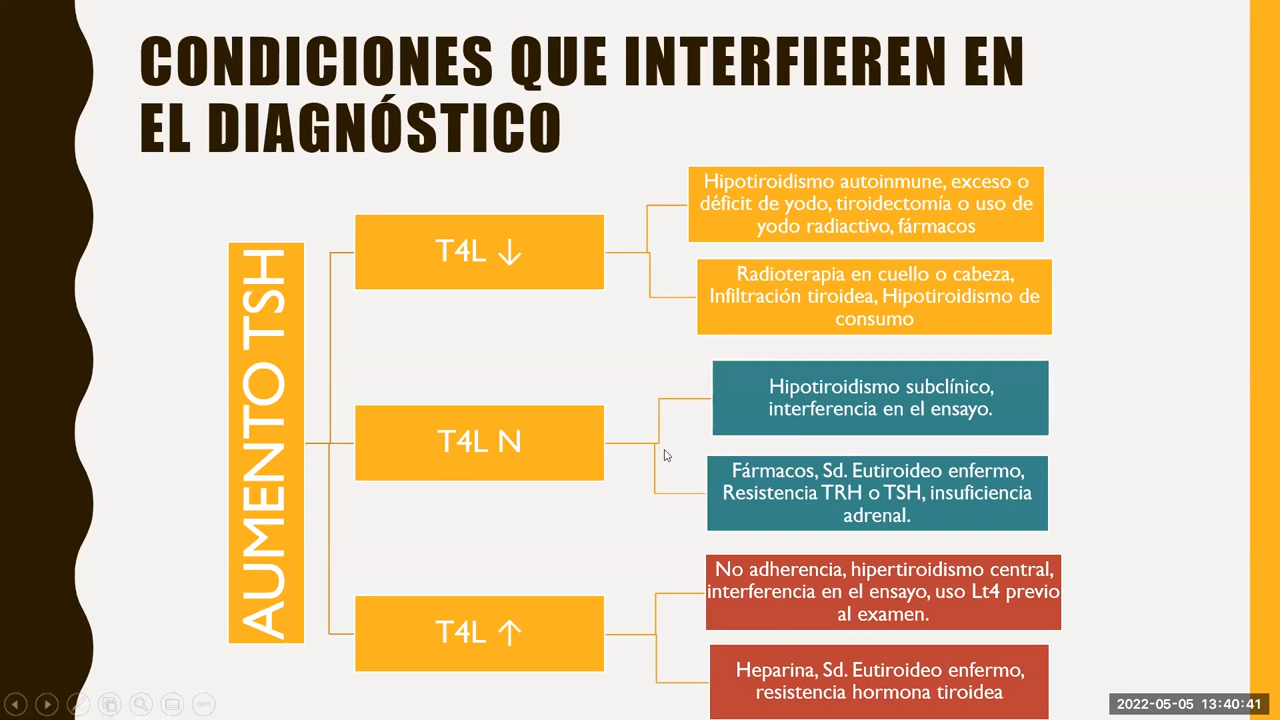 CONDICIONES QUE INTERFIEREN EN
EL DIAGNÓSTICO
AUMENTO TSH
T4L ↓
Hipotiroidismo autoinmune, exceso o
déficit de yodo, tiroidectomía o uso de
yodo radiactivo, fármacos
Radioterapia en cuello o cabeza,
Infiltración tiroidea, Hipotiroidismo de
consumo
T4L N
Hipotiroidismo subclínico,
interferencia en el ensayo.
Fármacos, Sd. Eutiroideo enfermo,
Resistencia TRH o TSH, insuficiencia
adrenal.
T4L ↑
No adherencia, hipertiroidismo central,
interferencia en el ensayo, uso Lt4 previo
al examen.
Heparina, Sd. Eutiroideo enfermo,
resistencia hormona tiroidea
2022-05-05 13:40:41